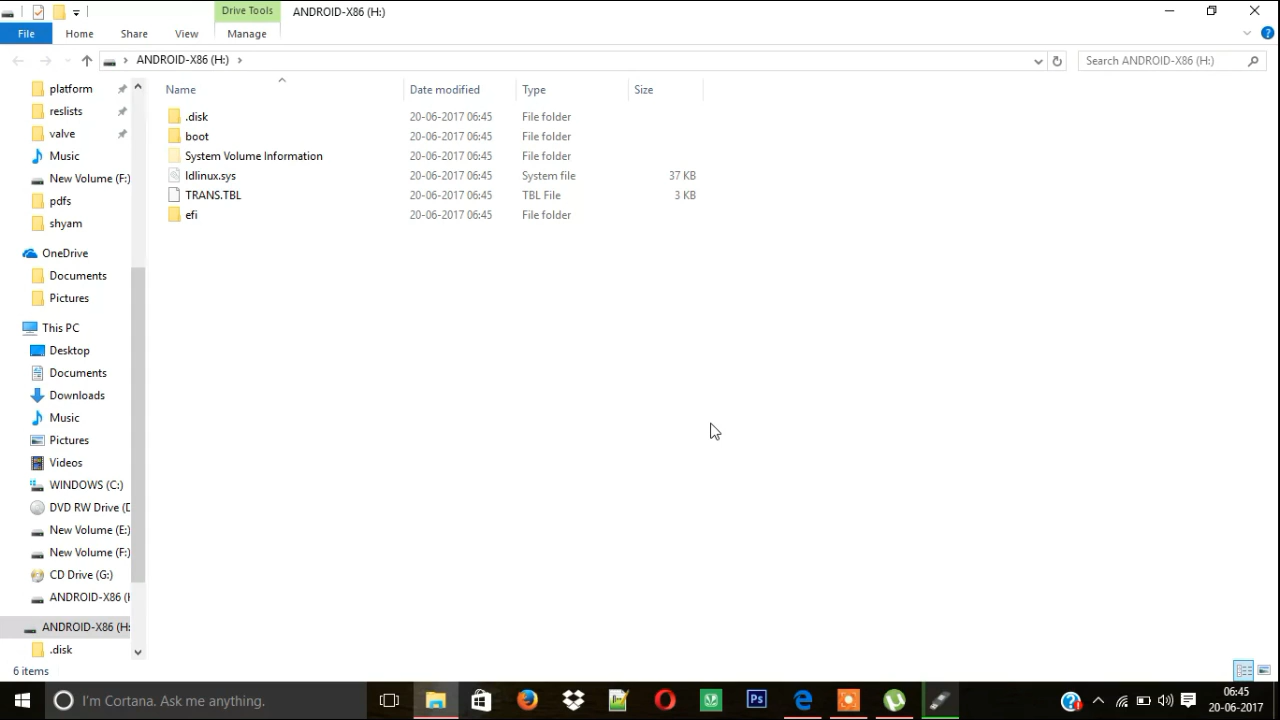 Drive Tools ANDROID-X86 (H:)
File Home Share View Manage
ANDROID-X86 (H:) Search ANDROID-X86 (H:)
Name Date modified Type Size
.disk 20-06-2017 06:45 File folder
boot 20-06-2017 06:45 File folder
System Volume Information 20-06-2017 06:45 File folder
ldlinux.sys 20-06-2017 06:45 System file 37 KB
TRANS.TBL 20-06-2017 06:45 TBL File 3 KB
efi 20-06-2017 06:45 File folder
platform
reslists
valve
Music
New Volume (F:)
pdfs
shyam
OneDrive
Documents
Pictures
This PC
Desktop
Documents
Downloads
Music
Pictures
Videos
WINDOWS (C:)
DVD RW Drive (D
New Volume (E:)
New Volume (F:)
CD Drive (G:)
ANDROID-X86 (H
ANDROID-X86 (H:
.disk
6 items
I'm Cortana. Ask me anything.
Ps
06:45
20-06-2017